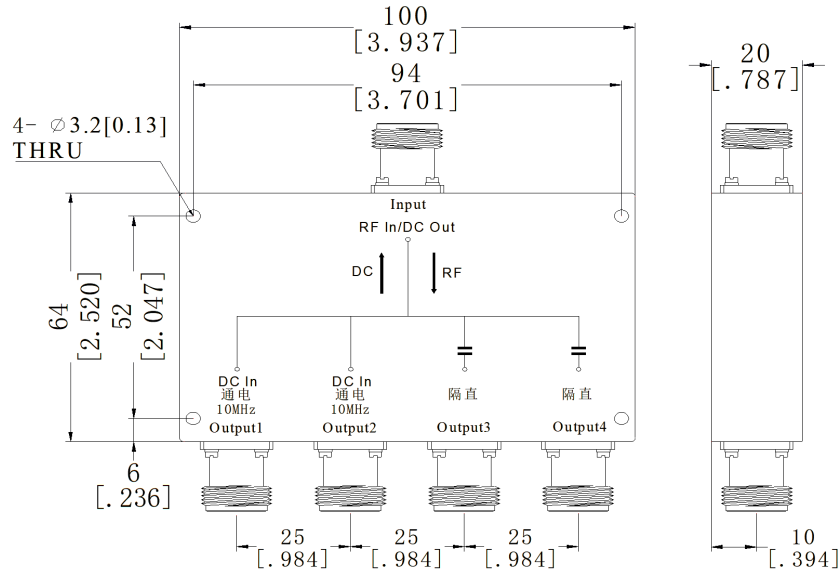 100
[3.937]
94
[3.701]
20
[.787]
4- ∅3.2[0.13]
THRU
Input
RF In/DC Out
DC
RF
64
[2.520]
52
[2.047]
DC In
通电
10MHz
Output1
DC In
通电
10MHz
Output2
隔直
Output3
隔直
Output4
6
[.236]
25
[.984]
25
[.984]
25
[.984]
10
[.394]